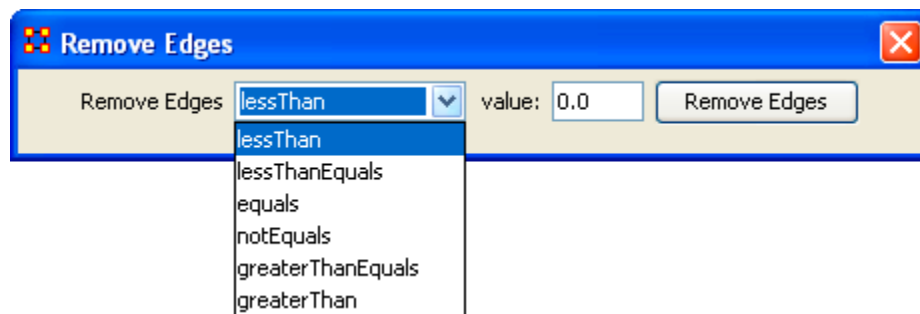 Remove Edges
Remove Edges lessThan value: 0.0 Remove Edges
lessThan
lessThanEquals
equals
notEquals
greaterThanEquals
greaterThan